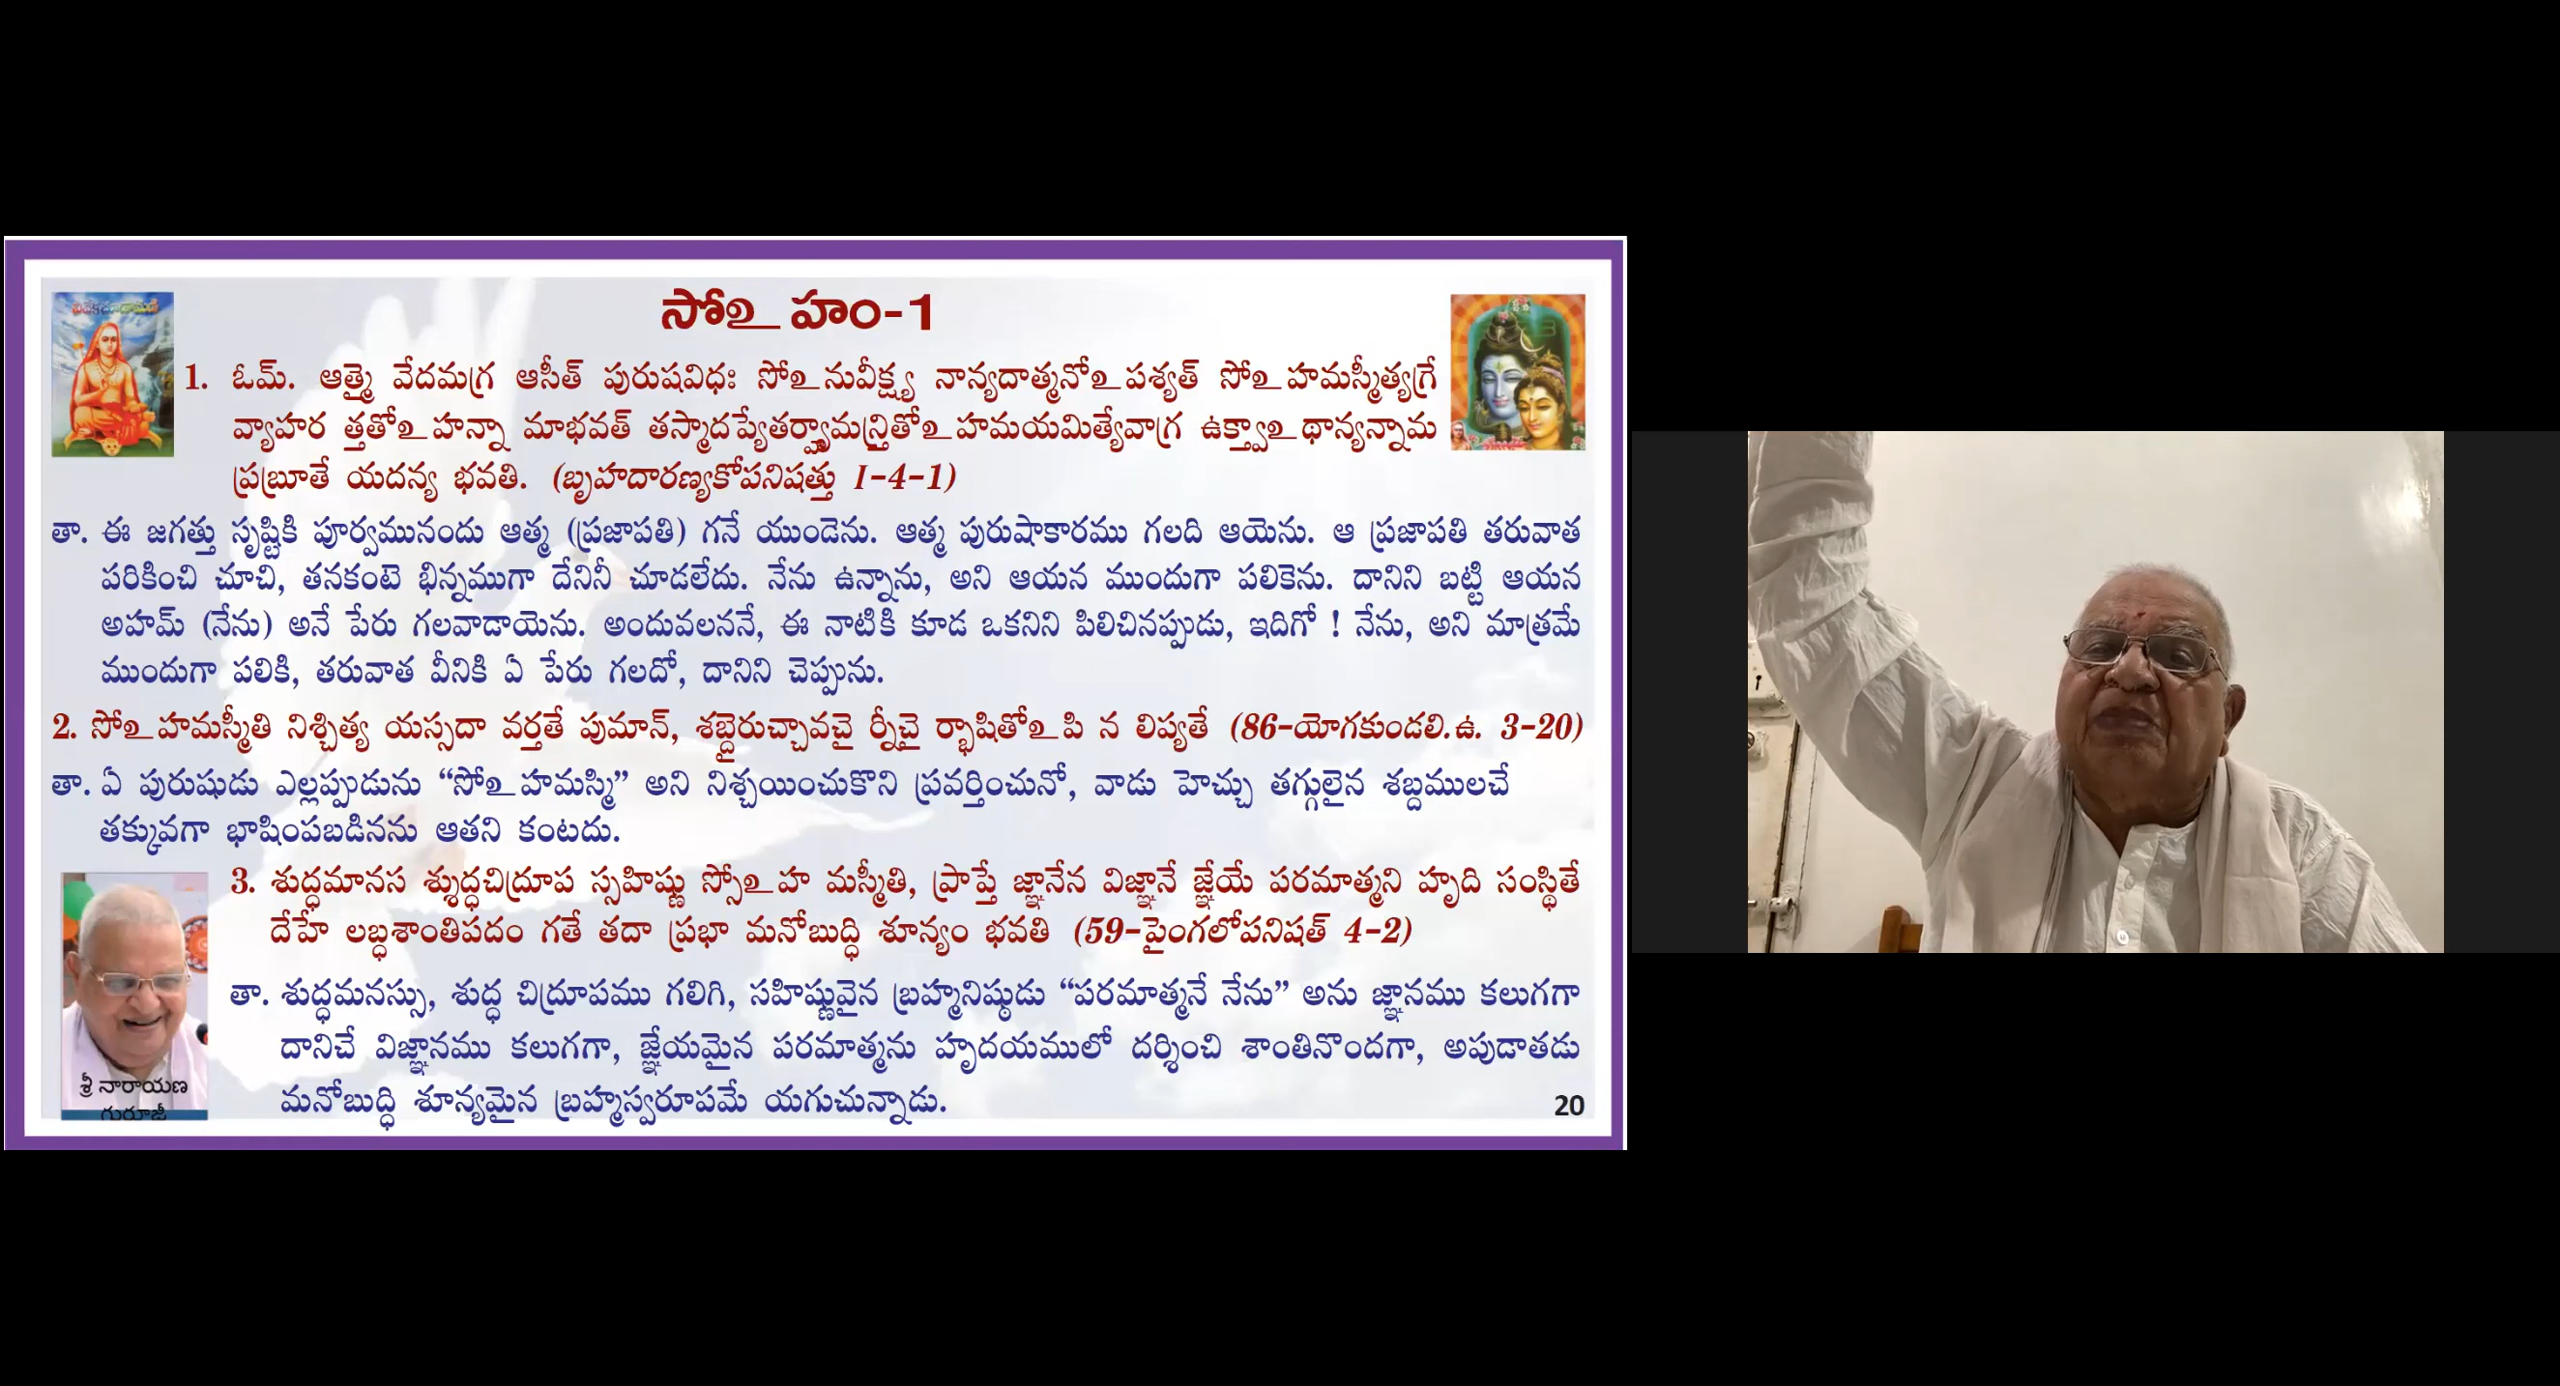 వివేకచూడామణి
సోఽహం-1
1. ఓమ్. ఆత్మై వేదమగ్ర ఆసీత్ పురుషవిధః సోఽనువీక్ష్య నాన్యదాత్మనోఽపశ్యత్ సోఽహమస్మీత్యగ్రే
వ్యాహర త్తతోఽహన్నా మాభవత్ తస్మాదప్యేతర్హ్యామన్త్రితోఽహమయమిత్యేవాగ్ర ఉక్త్వాఽథాన్యన్నామ
ప్రబ్రూతే యదన్య భవతి. (బృహదారణ్యకోపనిషత్తు I-4-1)
తా. ఈ జగత్తు సృష్టికి పూర్వమునందు ఆత్మ (ప్రజాపతి) గనే యుండెను. ఆత్మ పురుషాకారము గలది ఆయెను. ఆ ప్రజాపతి తరువాత
పరికించి చూచి, తనకంటె భిన్నముగా దేనినీ చూడలేదు. నేను ఉన్నాను, అని ఆయన ముందుగా పలికెను. దానిని బట్టి ఆయన
అహమ్ (నేను) అనే పేరు గలవాడాయెను. అందువలననే, ఈ నాటికి కూడ ఒకనిని పిలిచినప్పుడు, ఇదిగో ! నేను, అని మాత్రమే
ముందుగా పలికి, తరువాత వీనికి ఏ పేరు గలదో, దానిని చెప్పును.
2. సోఽహమస్మీతి నిశ్చిత్య యస్సదా వర్తతే పుమాన్, శబ్దైరుచ్చావచై ర్నీచై ర్భాషితోఽపి న లిప్యతే (86-యోగకుండలి.ఉ. 3-20)
తా. ఏ పురుషుడు ఎల్లప్పుడును “సోఽహమస్మి” అని నిశ్చయించుకొని ప్రవర్తించునో, వాడు హెచ్చు తగ్గులైన శబ్దములచే
తక్కువగా భాషింపబడినను ఆతని కంటదు.
3. శుద్ధమానస శ్శుద్ధచిద్రూప స్సహిష్ణు స్సోఽహ మస్మీతి, ప్రాప్తే జ్ఞానేన విజ్ఞానే జ్ఞేయే పరమాత్మని హృది సంస్థితే
దేహే లబ్ధశాంతిపదం గతే తదా ప్రభా మనోబుద్ధి శూన్యం భవతి (59-పైంగలోపనిషత్ 4-2)
తా. శుద్ధమనస్సు, శుద్ధ చిద్రూపము గలిగి, సహిష్ణువైన బ్రహ్మనిష్ఠుడు “పరమాత్మనే నేను” అను జ్ఞానము కలుగగా
దానిచే విజ్ఞానము కలుగగా, జ్ఞేయమైన పరమాత్మను హృదయములో దర్శించి శాంతినొందగా, అపుడాతడు
మనోబుద్ధి శూన్యమైన బ్రహ్మస్వరూపమే యగుచున్నాడు.
శ్రీ నారాయణ
గురూజీ
20